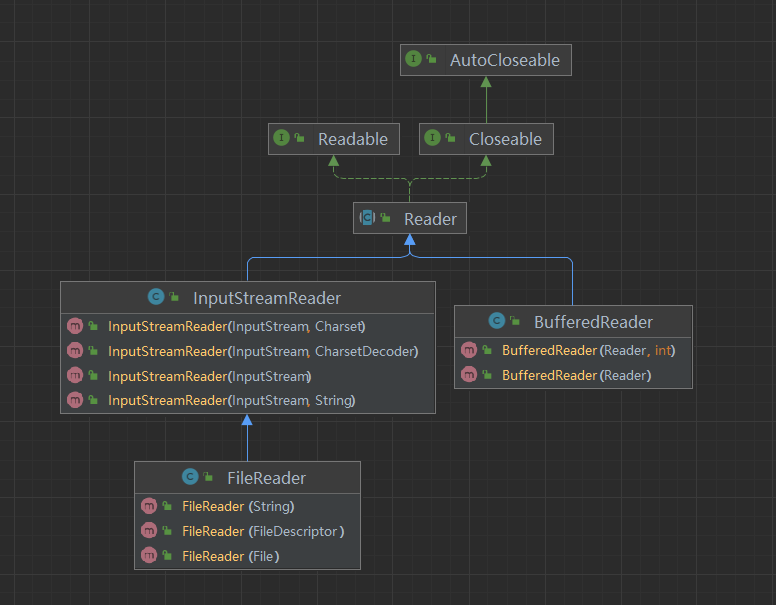 AutoCloseable
Readable
Closeable
Reader
InputStreamReader
InputStreamReader(InputStream, Charset)
InputStreamReader(InputStream, CharsetDecoder)
InputStreamReader(InputStream)
InputStreamReader(InputStream, String)
BufferedReader
BufferedReader (Reader, int)
BufferedReader (Reader)
FileReader
FileReader (String)
FileReader (FileDescriptor)
FileReader (File)